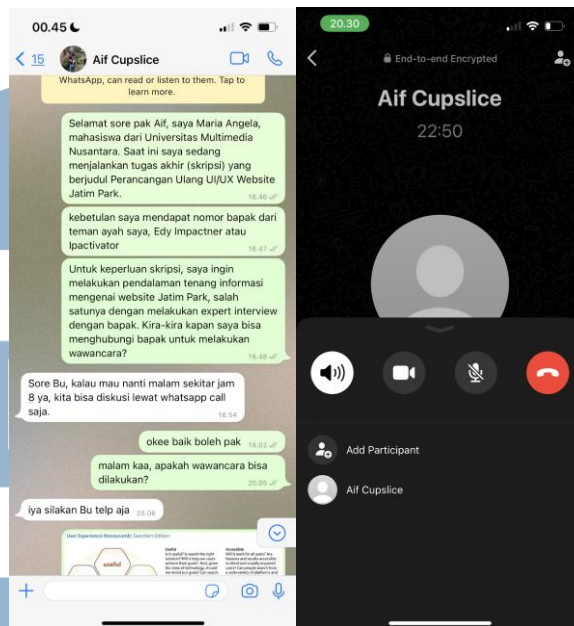 00.45
15
Aif Cupslice
WhatsApp, can read or listen to them. Tap to
learn more.
Selamat sore pak Aif, saya Maria Angela,
mahasiswa dari Universitas Multimedia
Nusantara. Saat ini saya sedang
menjalankan tugas akhir (skripsi) yang
berjudul Perancangan Ulang UI/UX Website
Jatim Park.
16.46
kebetulan saya mendapat nomor bapak dari
teman ayah saya, Edy Impactner atau
Ipactivator
16.47
Untuk keperluan skripsi, saya ingin
melakukan pendalaman tenang informasi
mengenai website Jatim Park, salah
satunya dengan melakukan expert interview
dengan bapak. Kira-kira kapan saya bisa
menghubungi bapak untuk melakukan
wawancara?
16.48
Sore Bu, kalau mau nanti malam sekitar jam
8 ya, kita bisa diskusi lewat whatsapp call
saja.
18.54
okee baik boleh pak
malam kaa, apakah wawancara bisa
dilakukan?
20.05
iya silakan Bu telp aja
20.06
User Experience Honeycomb:
useful
Useful
Accessible
20.30
End-to-end Encrypted
Aif Cupslice
22:50
Add Participant
Aif Cupslice